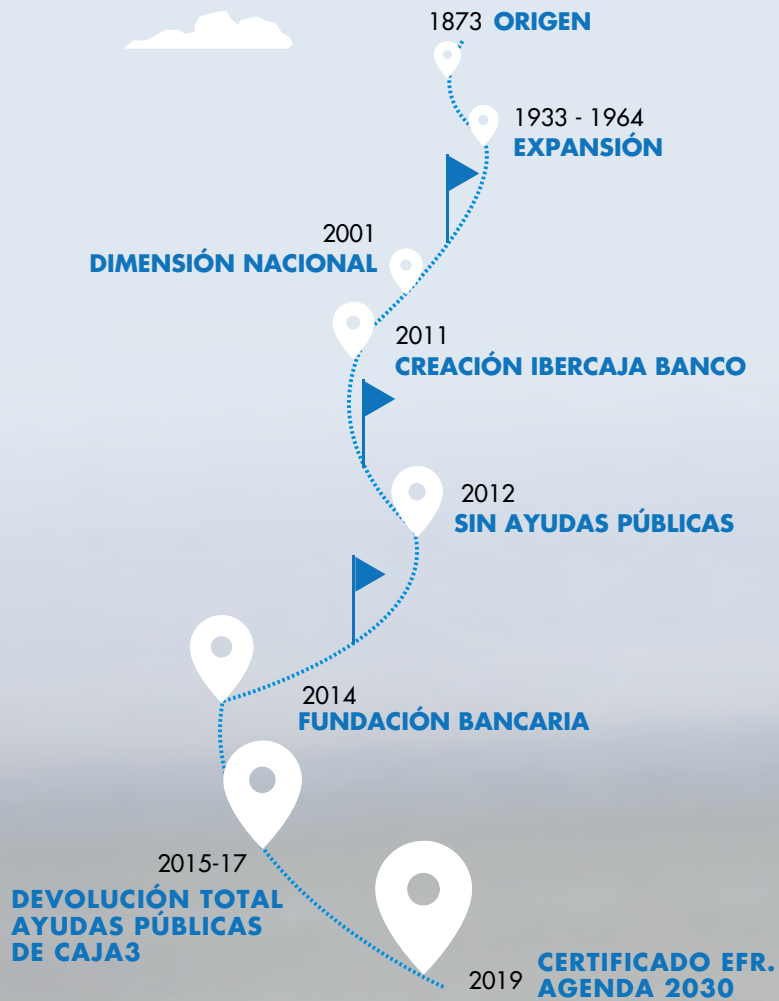 1873 ORIGEN
1933 - 1964
EXPANSIÓN
2001
DIMENSIÓN NACIONAL
2011
CREACIÓN IBERCAJA BANCO
2012
SIN AYUDAS PÚBLICAS
2014
FUNDACIÓN BANCARIA
2015-17
DEVOLUCIÓN TOTAL
AYUDAS PÚBLICAS
DE CAJA3
2019 CERTIFICADO EFR.
AGENDA 2030